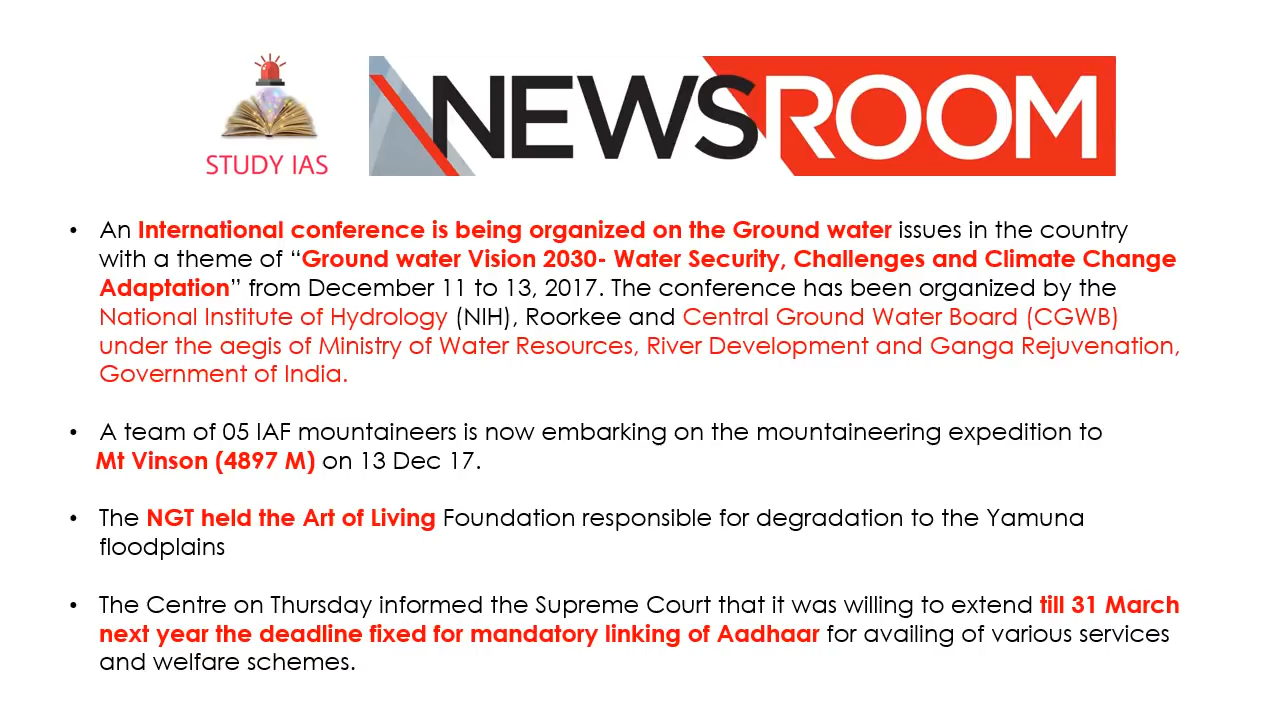 STUDY IAS
NEWSROOM
• An International conference is being organized on the Ground water issues in the country
with a theme of “Ground water Vision 2030- Water Security, Challenges and Climate Change
Adaptation” from December 11 to 13, 2017. The conference has been organized by the
National Institute of Hydrology (NIH), Roorkee and Central Ground Water Board (CGWB)
under the aegis of Ministry of Water Resources, River Development and Ganga Rejuvenation,
Government of India.
• A team of 05 IAF mountaineers is now embarking on the mountaineering expedition to
Mt Vinson (4897 M) on 13 Dec 17.
• The NGT held the Art of Living Foundation responsible for degradation to the Yamuna
floodplains
• The Centre on Thursday informed the Supreme Court that it was willing to extend till 31 March
next year the deadline fixed for mandatory linking of Aadhaar for availing of various services
and welfare schemes.